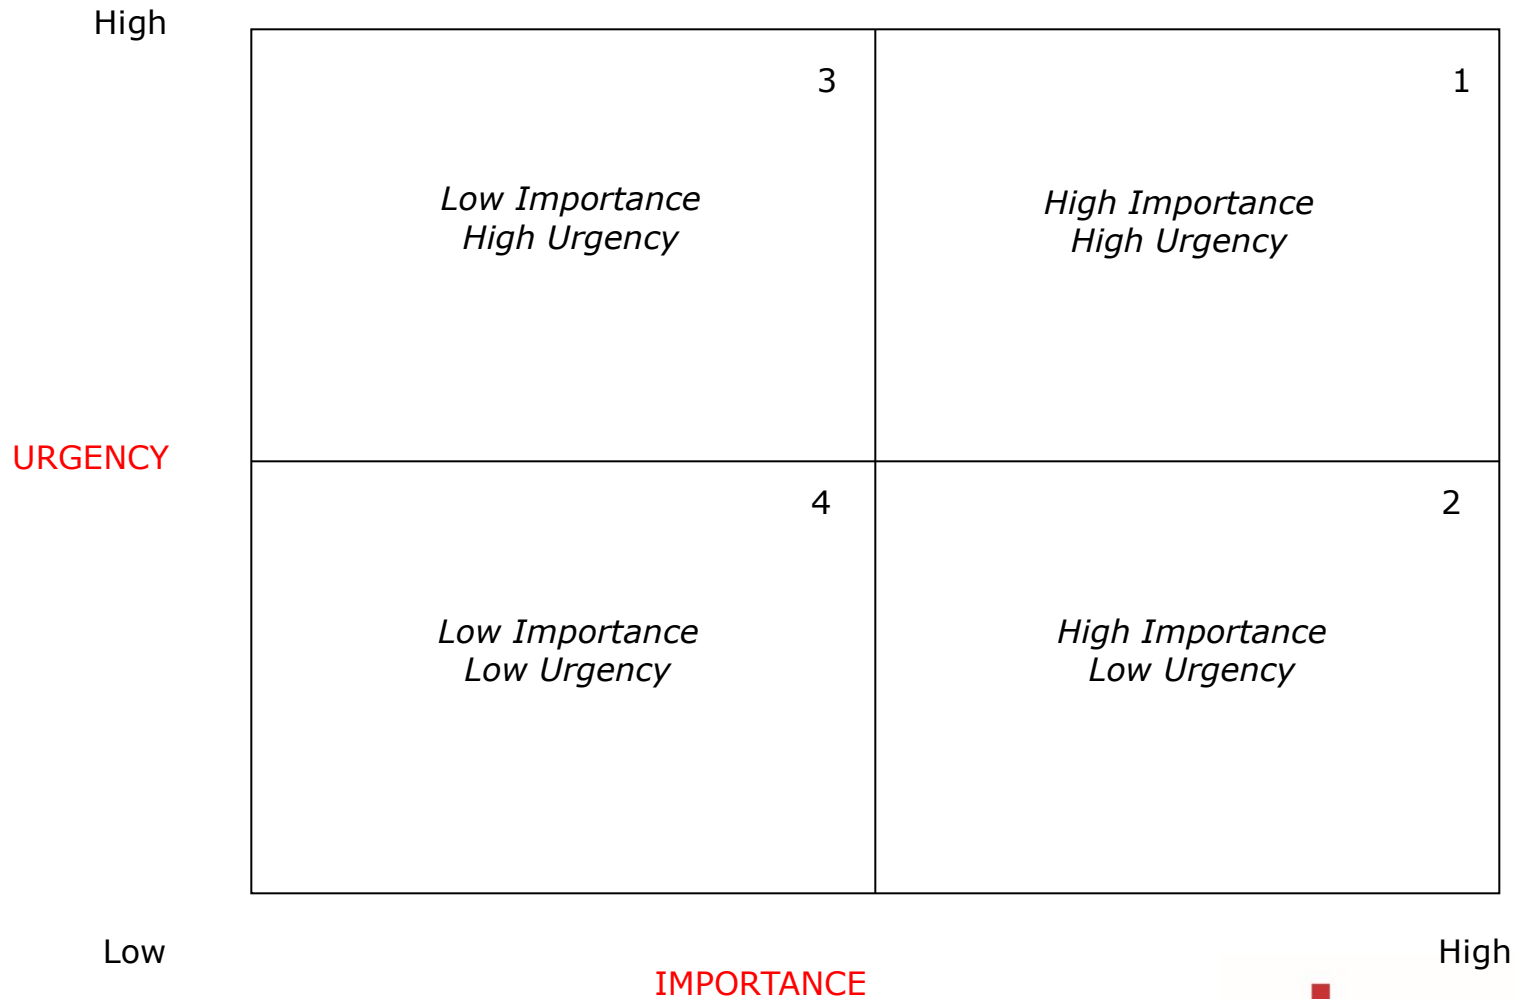 High
3
1
Low Importance
High Urgency
High Importance
High Urgency
URGENCY
4
2
Low Importance
Low Urgency
High Importance
Low Urgency
Low
High
IMPORTANCE